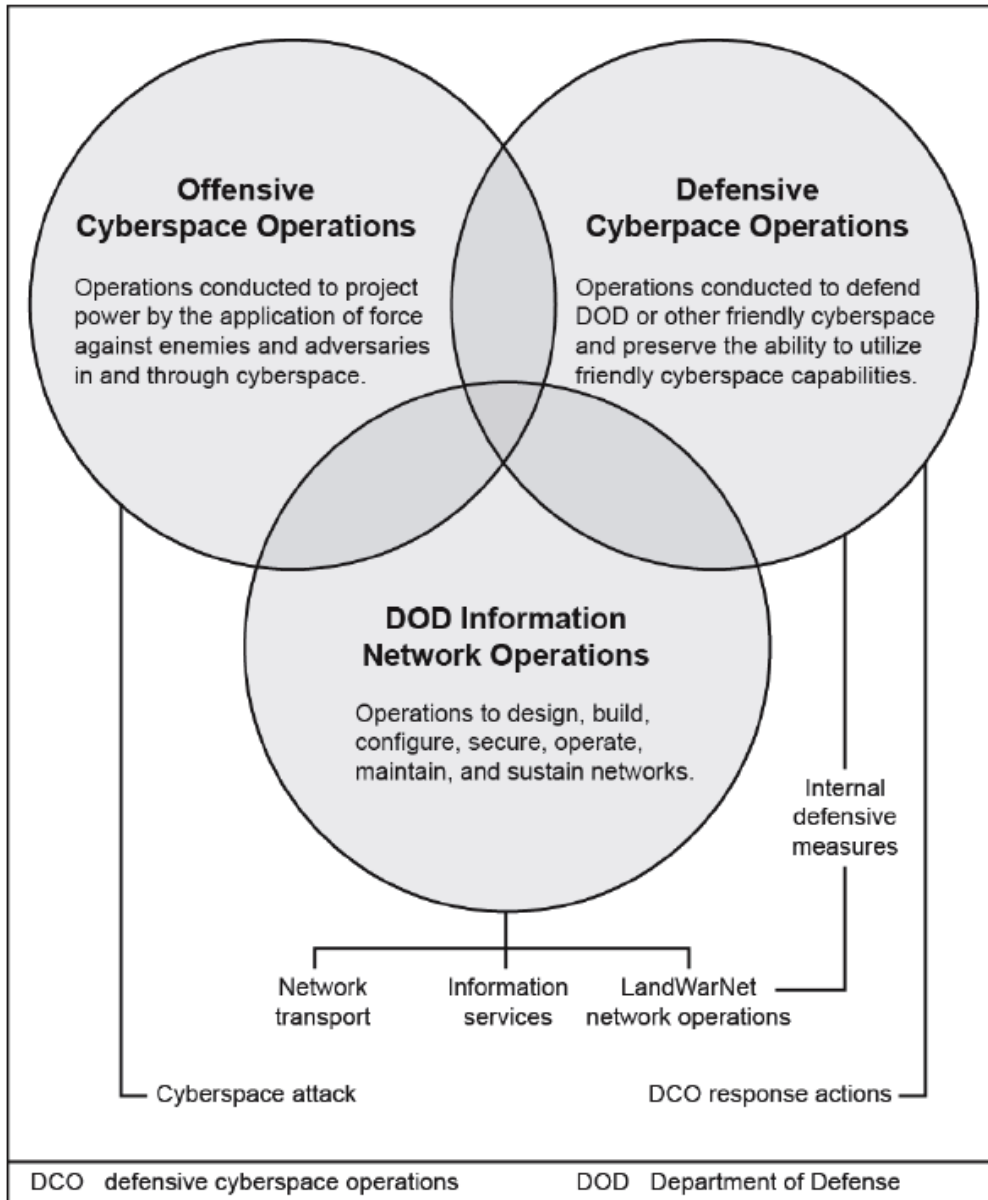 Offensive
Cyberspace Operations
Operations conducted to project
power by the application of force
against enemies and adversaries
in and through cyberspace.
Defensive
Cyberpace Operations
Operations conducted to defend
DOD or other friendly cyberspace
and preserve the ability to utilize
friendly cyberspace capabilities.
DOD Information
Network Operations
Operations to design, build,
configure, secure, operate,
maintain, and sustain networks.
Internal
defensive
measures
Network
transport
Information
services
LandWarNet
network operations
Cyberspace attack
DCO response actions
DCO defensive cyberspace operations
DOD Department of Defense